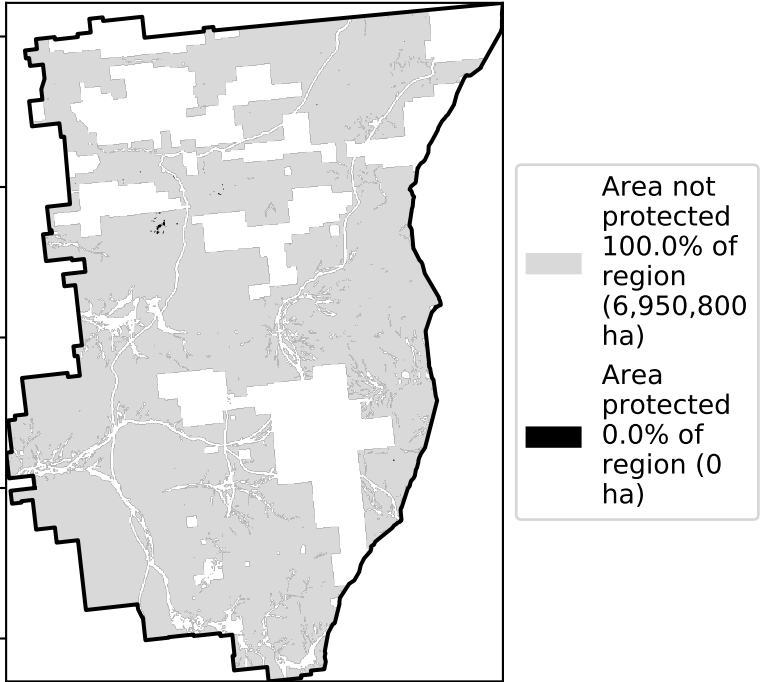 Area not
protected
100.0% of
region
(6,950,800
ha)
Area
protected
0.0% of
region (0
ha)